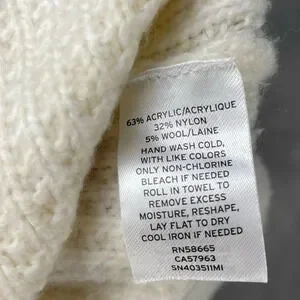 63% ACRYLIC/ACRYLIQUE
32% NYLON
5% WOOL/LAINE
HAND WASH COLD,
WITH LIKE COLORS
ONLY NON-CHLORINE
BLEACH IF NEEDED
ROLL IN TOWEL TO
REMOVE EXCESS
MOISTURE, RESHAPE,
LAY FLAT TO DRY
COOL IRON IF NEEDED
RN58665
CA57963
SN403511MI